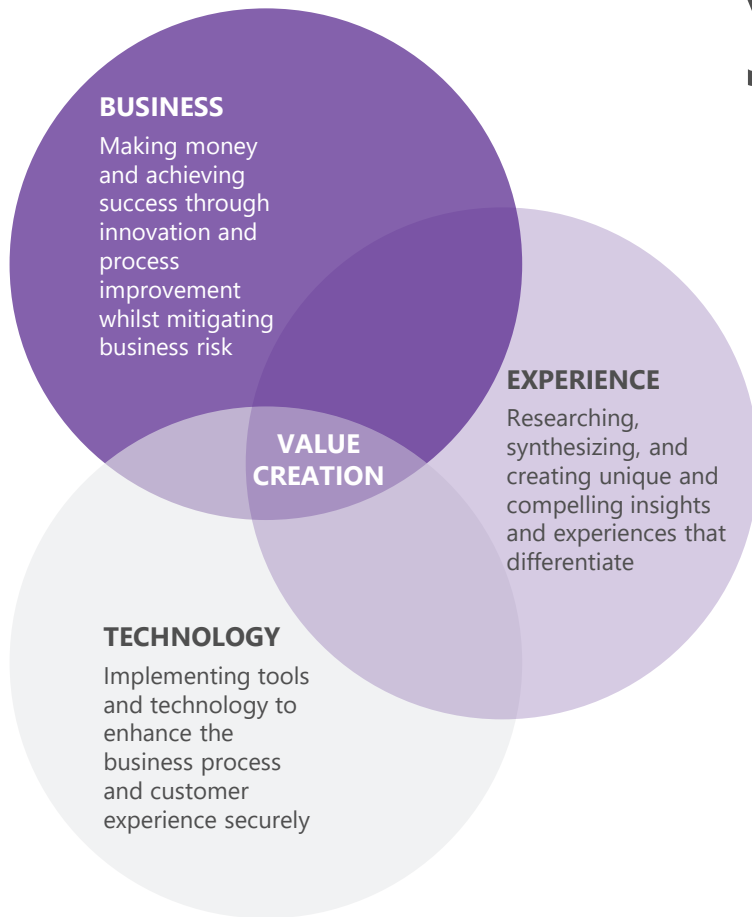 BUSINESS
Making money
and achieving
success through
innovation and
process
improvement
whilst mitigating
business risk
EXPERIENCE
Researching,
synthesizing, and
creating unique and
compelling insights
and experiences that
differentiate
VALUE
CREATION
TECHNOLOGY
Implementing tools
and technology to
enhance the
business process
and customer
experience securely